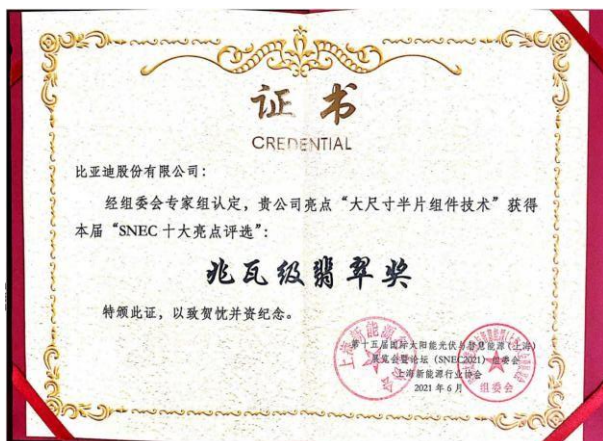 证书
CREDENTIAL
比亚迪股份有限公司:
经组委会专家组认定，贵公司亮点“大尺寸半片组件技术”获得
本届“SNEC十大亮点评选”:
兆瓦级翡翠奖
特颁此证，以致贺忱并资纪念。
第十五届国际太阳能光伏与智慧能源（上海）
展览会暨论坛（SNEC2021）组委会
上海新能源行业协会
2021年6月
组委会